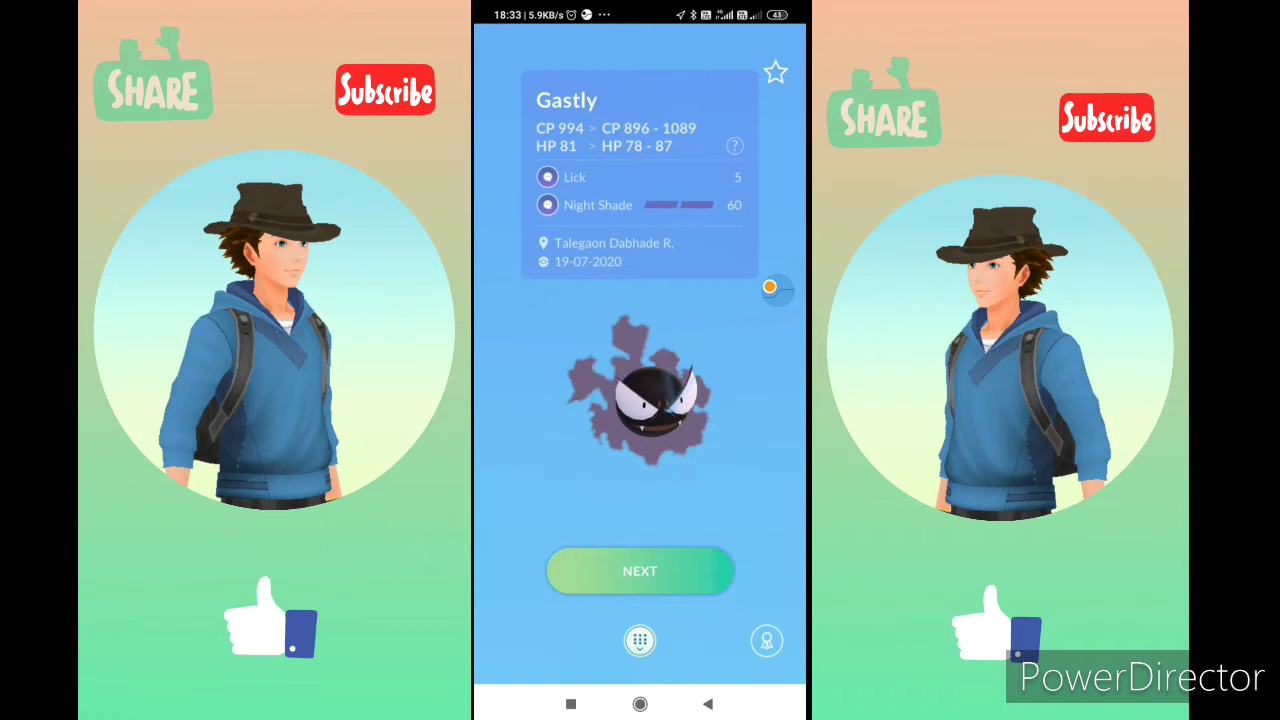 SHARE
Subscribe
18:33 | 5.9KB/s ...
43
Gastly
CP 994 > CP 896 - 1089
HP 81 > HP 78 - 87
?
Lick 5
Night Shade 60
Talegaon Dabhade R,
19-07-2020
NEXT
SHARE
Subscribe
PowerDirector